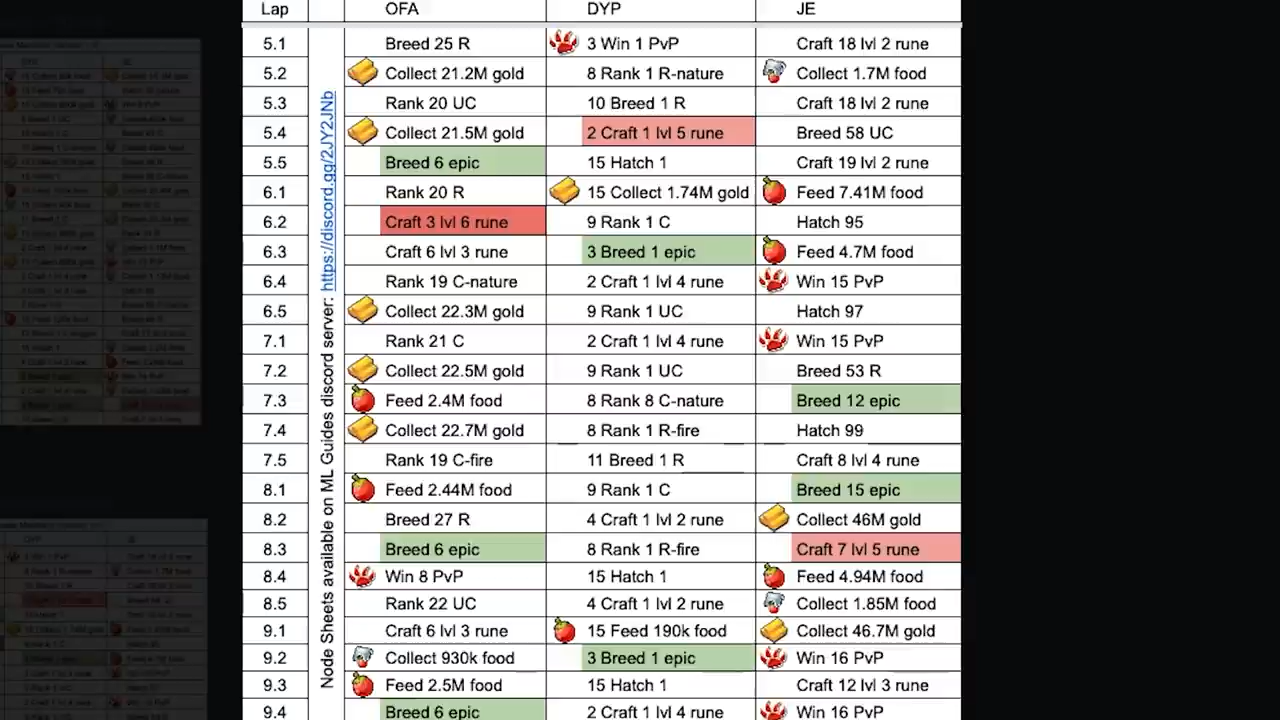 Lap OFA DYP JE
Node Sheets available on ML Guides discord server: https://discord.gg/2JY2JNb
5.1 Breed 25 R 3 Win 1 PvP Craft 18 lvl 2 rune
5.2 Collect 21.2M gold 8 Rank 1 R-nature Collect 1.7M food
5.3 Rank 20 UC 10 Breed 1 R Craft 18 lvl 2 rune
5.4 Collect 21.5M gold 2 Craft 1 lvl 5 rune Breed 58 UC
5.5 Breed 6 epic 15 Hatch 1 Craft 19 lvl 2 rune
6.1 Rank 20 R 15 Collect 1.74M gold Feed 7.41M food
6.2 Craft 3 lvl 6 rune 9 Rank 1 C Hatch 95
6.3 Craft 6 lvl 3 rune 3 Breed 1 epic Feed 4.7M food
6.4 Rank 19 C-nature 2 Craft 1 lvl 4 rune Win 15 PvP
6.5 Collect 22.3M gold 9 Rank 1 UC Hatch 97
7.1 Rank 21 C 2 Craft 1 lvl 4 rune Win 15 PvP
7.2 Collect 22.5M gold 9 Rank 1 UC Breed 53 R
7.3 Feed 2.4M food 8 Rank 8 C-nature Breed 12 epic
7.4 Collect 22.7M gold 8 Rank 1 R-fire Hatch 99
7.5 Rank 19 C-fire 11 Breed 1 R Craft 8 lvl 4 rune
8.1 Feed 2.44M food 9 Rank 1 C Breed 15 epic
8.2 Breed 27 R 4 Craft 1 lvl 2 rune Collect 46M gold
8.3 Breed 6 epic 8 Rank 1 R-fire Craft 7 lvl 5 rune
8.4 Win 8 PvP 15 Hatch 1 Feed 4.94M food
8.5 Rank 22 UC 4 Craft 1 lvl 2 rune Collect 1.85M food
9.1 Craft 6 lvl 3 rune 15 Feed 190k food Collect 46.7M gold
9.2 Collect 930k food 3 Breed 1 epic Win 16 PvP
9.3 Feed 2.5M food 15 Hatch 1 Craft 12 lvl 3 rune
9.4 Breed 6 epic 2 Craft 1 lvl 4 rune Win 16 PvP